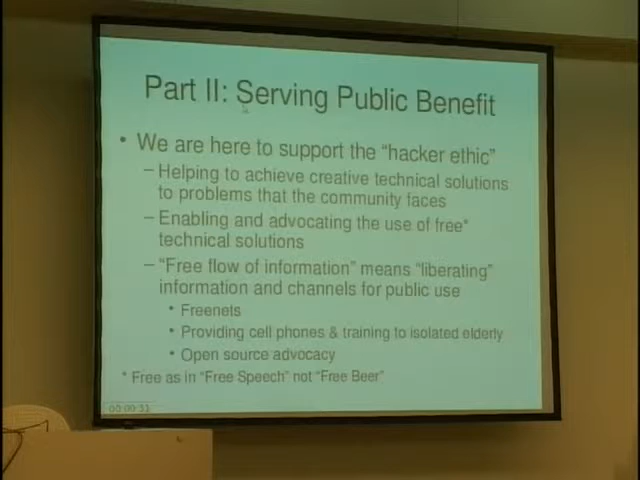 Part II: Serving Public Benefit
• We are here to support the "hacker ethic"
– Helping to achieve creative technical solutions
to problems that the community faces
– Enabling and advocating the use of free*
technical solutions
– "Free flow of information" means "liberating"
information and channels for public use
• Freenets
• Providing cell phones & training to isolated elderly
• Open source advocacy
* Free as in "Free Speech" not "Free Beer"
00:00:31